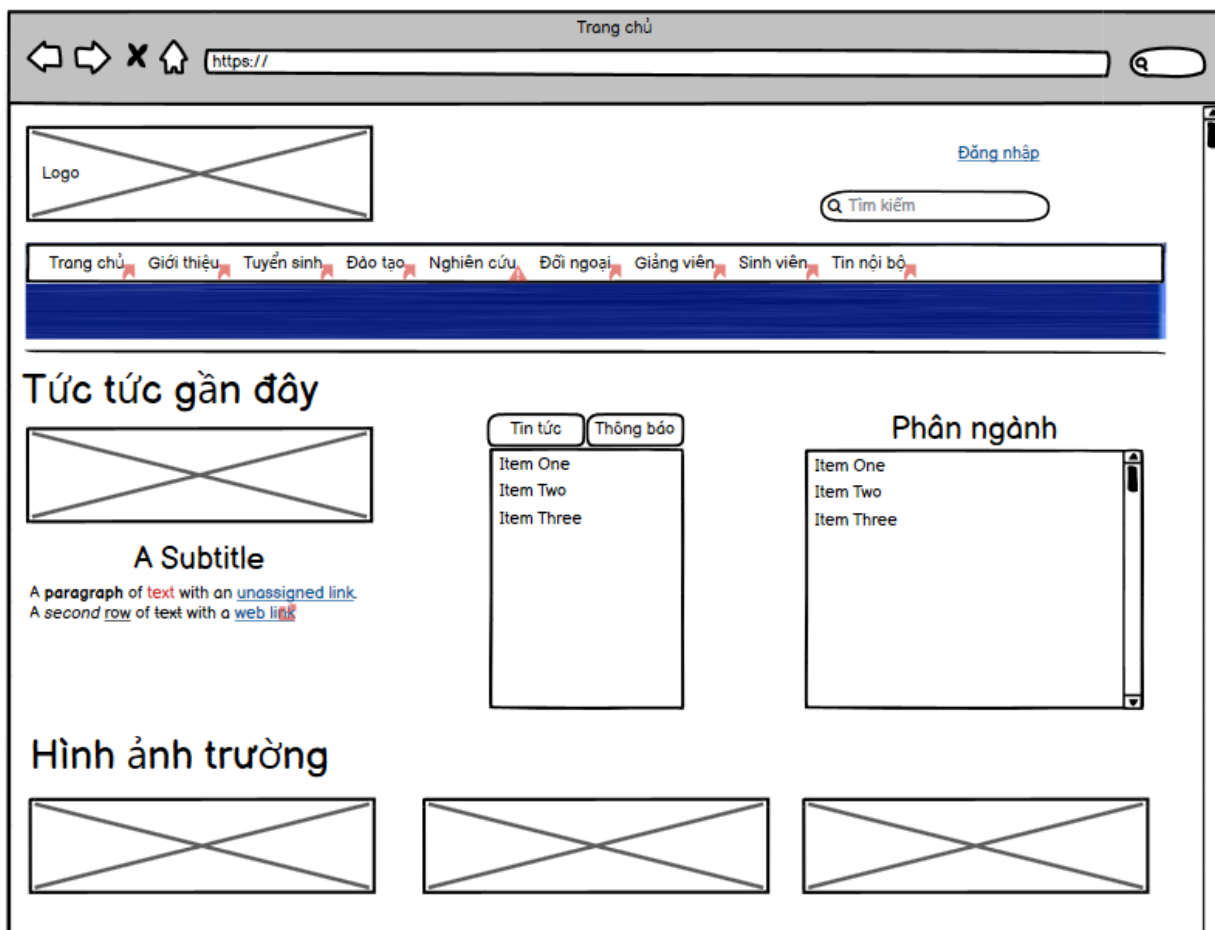 Trang chủ
https://
Logo
Đăng nhập
Tìm kiếm
Trang chủ Giới thiệu Tuyển sinh Đào tạo Nghiên cứu Đối ngoại Giảng viên Sinh viên Tin nội bộ
Tức tức gần đây
A Subtitle
A paragraph of text with an unassigned link.
A second row of text with a web link
Tin tức Thông báo
Item One
Item Two
Item Three
Phân ngành
Item One
Item Two
Item Three
Hình ảnh trường